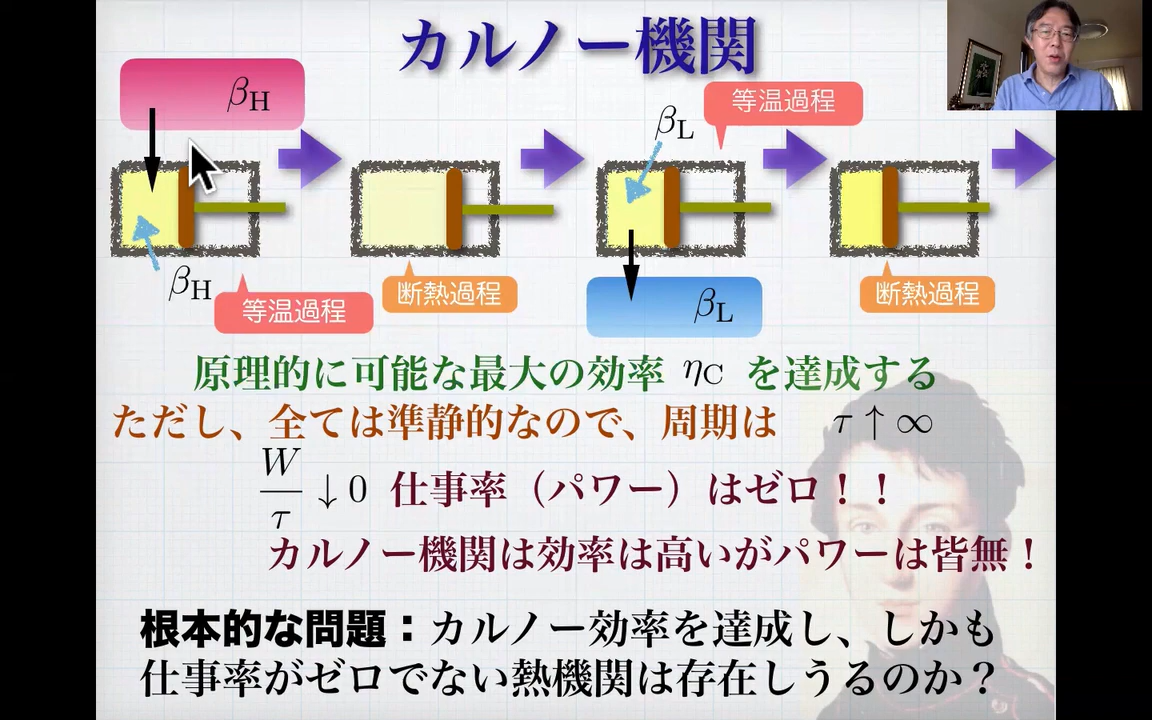 カルノー機関
βH
等温過程
βL
βH
等温過程
断熱過程
βL
断熱過程
原理的に可能な最大の効率 ηC を達成する
ただし、全ては準静的なので、周期は τ↑∞
W/τ ↓0 仕事率（パワー）はゼロ！！
カルノー機関は効率は高いがパワーは皆無！
根本的な問題：カルノー効率を達成し、しかも
仕事率がゼロでない熱機関は存在しうるのか？